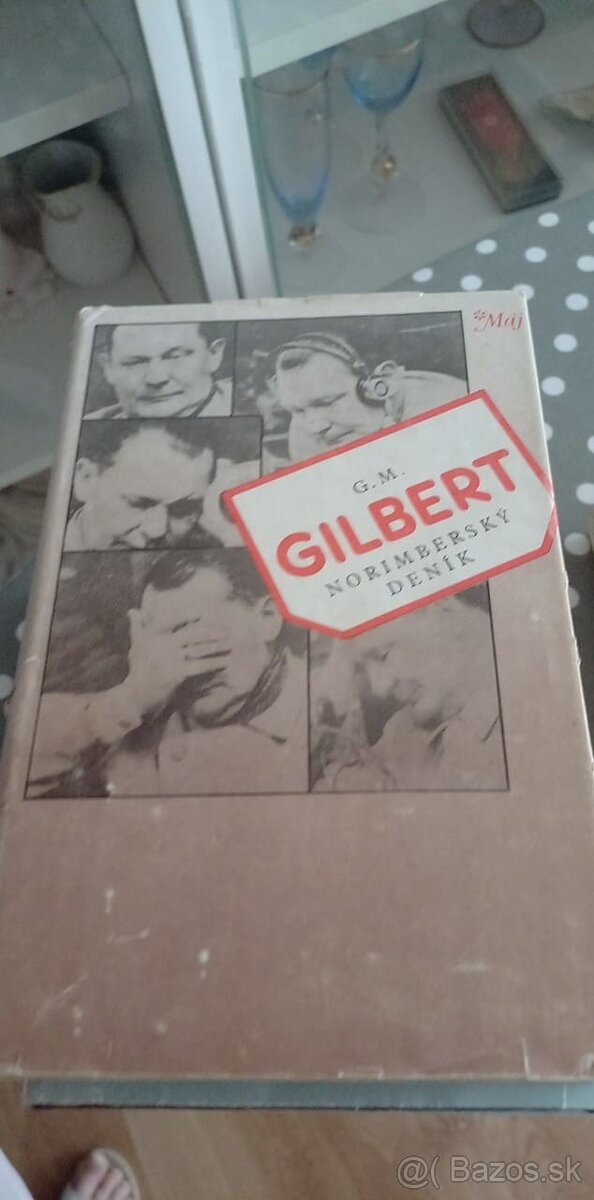 Máj
G. M.
GILBERT
NORIMBERSKÝ
DENÍK
@( Bazos.sk